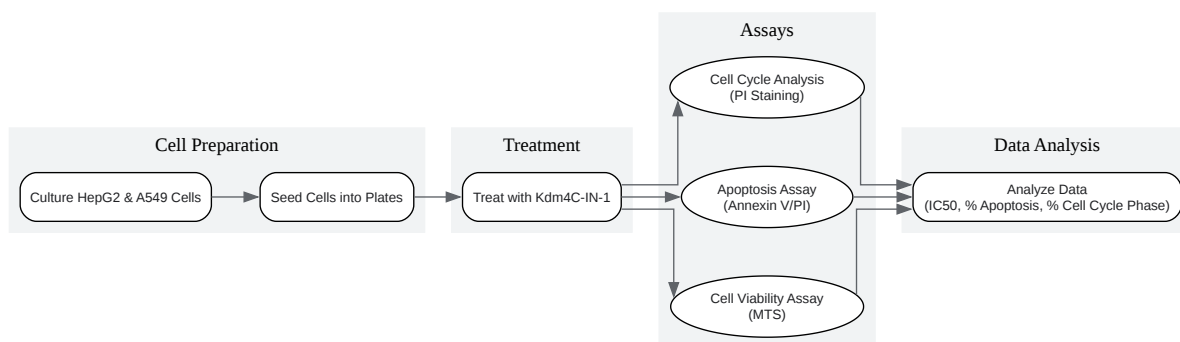 Cell Preparation
Culture HepG2 & A549 Cells
Seed Cells into Plates
Treatment
Treat with Kdm4C-IN-1
Assays
Cell Cycle Analysis
(PI Staining)
Apoptosis Assay
(Annexin V/PI)
Cell Viability Assay
(MTS)
Data Analysis
Analyze Data
(IC50, % Apoptosis, % Cell Cycle Phase)